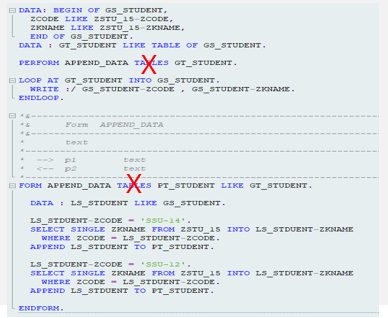 DATA: BEGIN OF GS_STUDENT,
ZCODE LIKE ZSTU_15-ZCODE,
ZKNAME LIKE ZSTU_15-ZKNAME,
END OF GS_STUDENT.
DATA : GT_STUDENT LIKE TABLE OF GS_STUDENT.
PERFORM APPEND_DATA TABLES GT_STUDENT.
LOOP AT GT_STUDENT INTO GS_STUDENT.
WRITE :/ GS_STUDENT-ZCODE , GS_STUDENT-ZKNAME.
ENDLOOP.
*&---------------------------------------------------------------------
*& Form APPEND_DATA
*&---------------------------------------------------------------------
* text
*----------------------------------------------------------------------
* --> p1 text
* <-- p2 text
*----------------------------------------------------------------------
FORM APPEND_DATA TABLES PT_STUDENT LIKE GT_STUDENT.
DATA : LS_STDUENT LIKE GS_STUDENT.
LS_STDUENT-ZCODE = 'SSU-14'.
SELECT SINGLE ZKNAME FROM ZSTU_15 INTO LS_STDUENT-ZKNAME
WHERE ZCODE = LS_STDUENT-ZCODE.
APPEND LS_STDUENT TO PT_STUDENT.
LS_STDUENT-ZCODE = 'SSU-12'.
SELECT SINGLE ZKNAME FROM ZSTU_15 INTO LS_STDUENT-ZKNAME
WHERE ZCODE = LS_STDUENT-ZCODE.
APPEND LS_STDUENT TO PT_STUDENT.
ENDFORM.